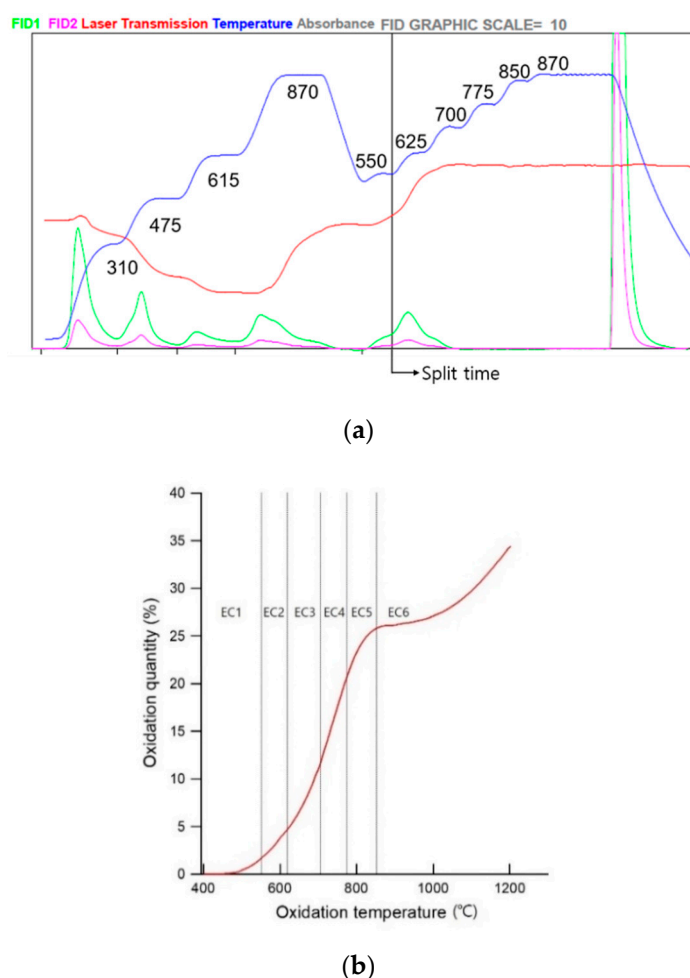 FID1 FID2 Laser Transmission Temperature Absorbance FID GRAPHIC SCALE= 10
310
475
615
870
550
625
700
775
850
870
Split time
(a)
40
35
30
25
20
15
10
5
0
Oxidation quantity (%)
EC1 EC2 EC3 EC4 EC5 EC6
400 600 800 1000 1200
Oxidation temperature (℃)
(b)